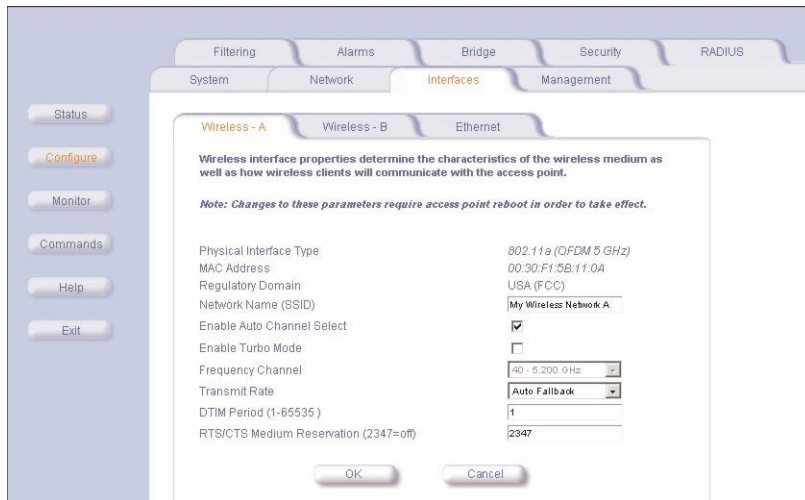 Filtering Alarms Bridge Security RADIUS
System Network Interfaces Management
Status
Configure
Monitor
Commands
Help
Exit
Wireless - A Wireless - B Ethernet
Wireless interface properties determine the characteristics of the wireless medium as
well as how wireless clients will communicate with the access point.
Note: Changes to these parameters require access point reboot in order to take effect.
Physical Interface Type 802.11a (OFDM 5 GHz)
MAC Address 00:30:F1:5B:11:0A
Regulatory Domain USA (FCC)
Network Name (SSID) My Wireless Network A
Enable Auto Channel Select
Enable Turbo Mode
Frequency Channel 40 - 5.200 GHz
Transmit Rate Auto Fallback
DTIM Period (1-65535 ) 1
RTS/CTS Medium Reservation (2347=off) 2347
OK Cancel